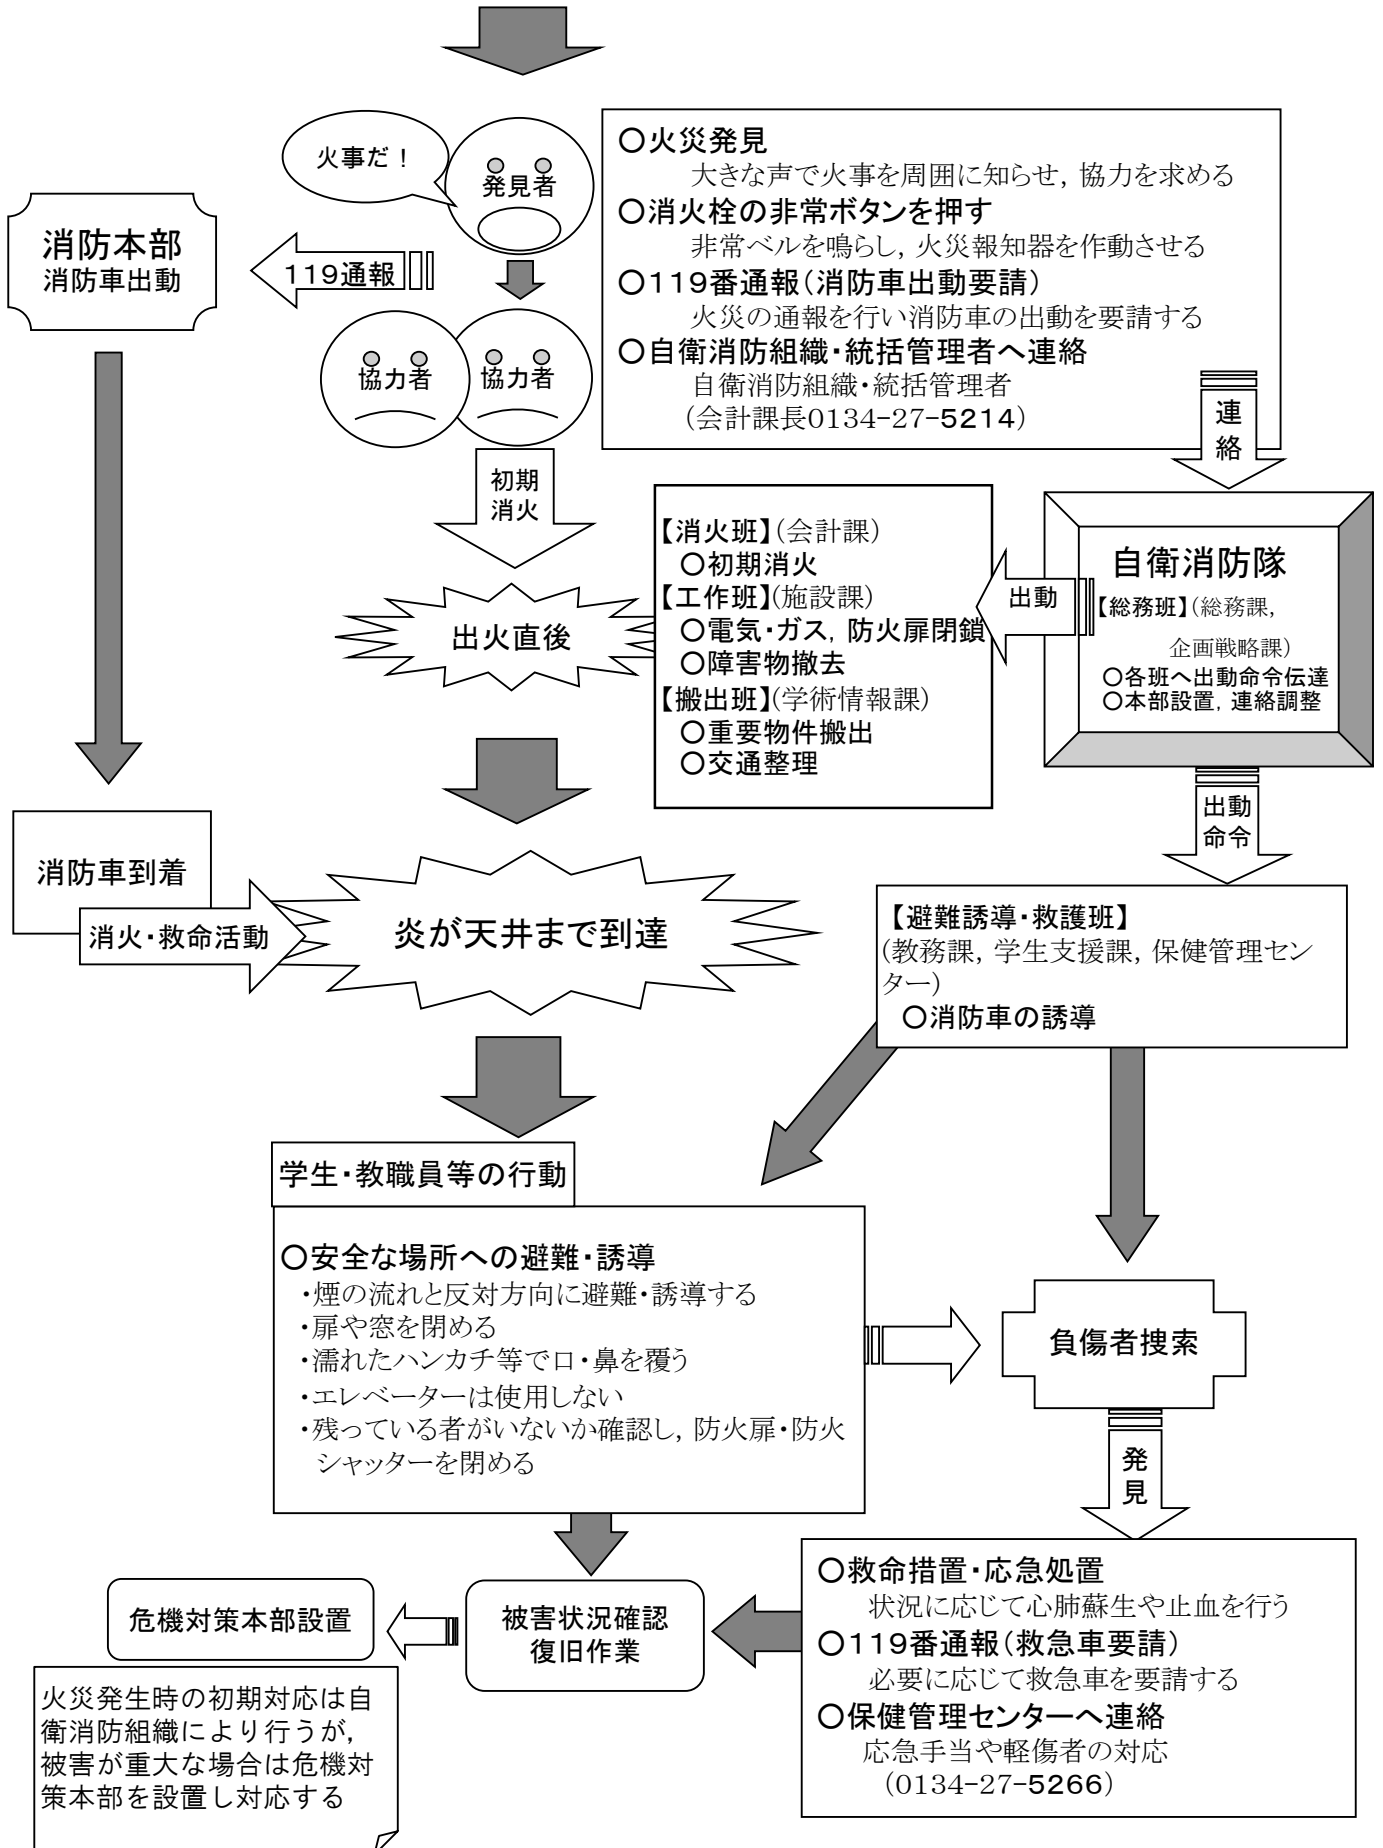 火事だ！
発見者
○火災発見
大きな声で火事を周囲に知らせ，協力を求める
○消火栓の非常ボタンを押す
非常ベルを鳴らし，火災報知器を作動させる
○119番通報（消防車出動要請）
火災の通報を行い消防車の出動を要請する
○自衛消防組織・統括管理者へ連絡
自衛消防組織・統括管理者
（会計課長0134-27-5214）
消防本部
消防車出動
119通報
協力者
協力者
連
絡
初期
消火
【消火班】（会計課）
○初期消火
【工作班】（施設課）
○電気・ガス，防火扉閉鎖
○障害物撤去
【搬出班】（学術情報課）
○重要物件搬出
○交通整理
出動
自衛消防隊
【総務班】（総務課，
企画戦略課）
○各班へ出動命令伝達
○本部設置，連絡調整
出火直後
出動
命令
消防車到着
消火・救命活動
炎が天井まで到達
【避難誘導・救護班】
（教務課，学生支援課，保健管理セン
ター）
○消防車の誘導
学生・教職員等の行動
○安全な場所への避難・誘導
・煙の流れと反対方向に避難・誘導する
・扉や窓を閉める
・濡れたハンカチ等で口・鼻を覆う
・エレベーターは使用しない
・残っている者がいないか確認し，防火扉・防火
シャッターを閉める
負傷者捜索
発
見
○救命措置・応急処置
状況に応じて心肺蘇生や止血を行う
○119番通報（救急車要請）
必要に応じて救急車を要請する
○保健管理センターへ連絡
応急手当や軽傷者の対応
（0134-27-5266）
被害状況確認
復旧作業
危機対策本部設置
火災発生時の初期対応は自
衛消防組織により行うが，
被害が重大な場合は危機対
策本部を設置し対応する